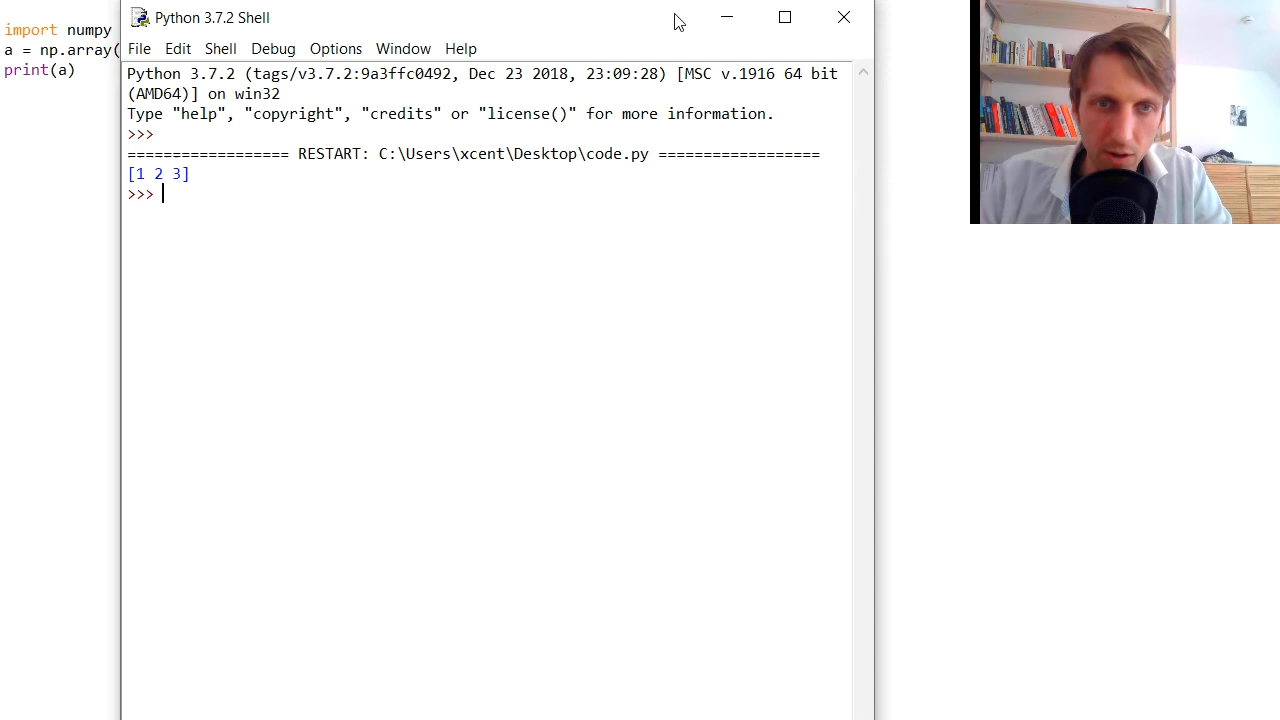 import numpy
a = np.array(
print(a)
Python 3.7.2 Shell
File Edit Shell Debug Options Window Help
Python 3.7.2 (tags/v3.7.2:9a3ffc0492, Dec 23 2018, 23:09:28) [MSC v.1916 64 bit
(AMD64)] on win32
Type "help", "copyright", "credits" or "license()" for more information.
>>>
================== RESTART: C:\Users\xcent\Desktop\code.py ==================
[1 2 3]
>>>